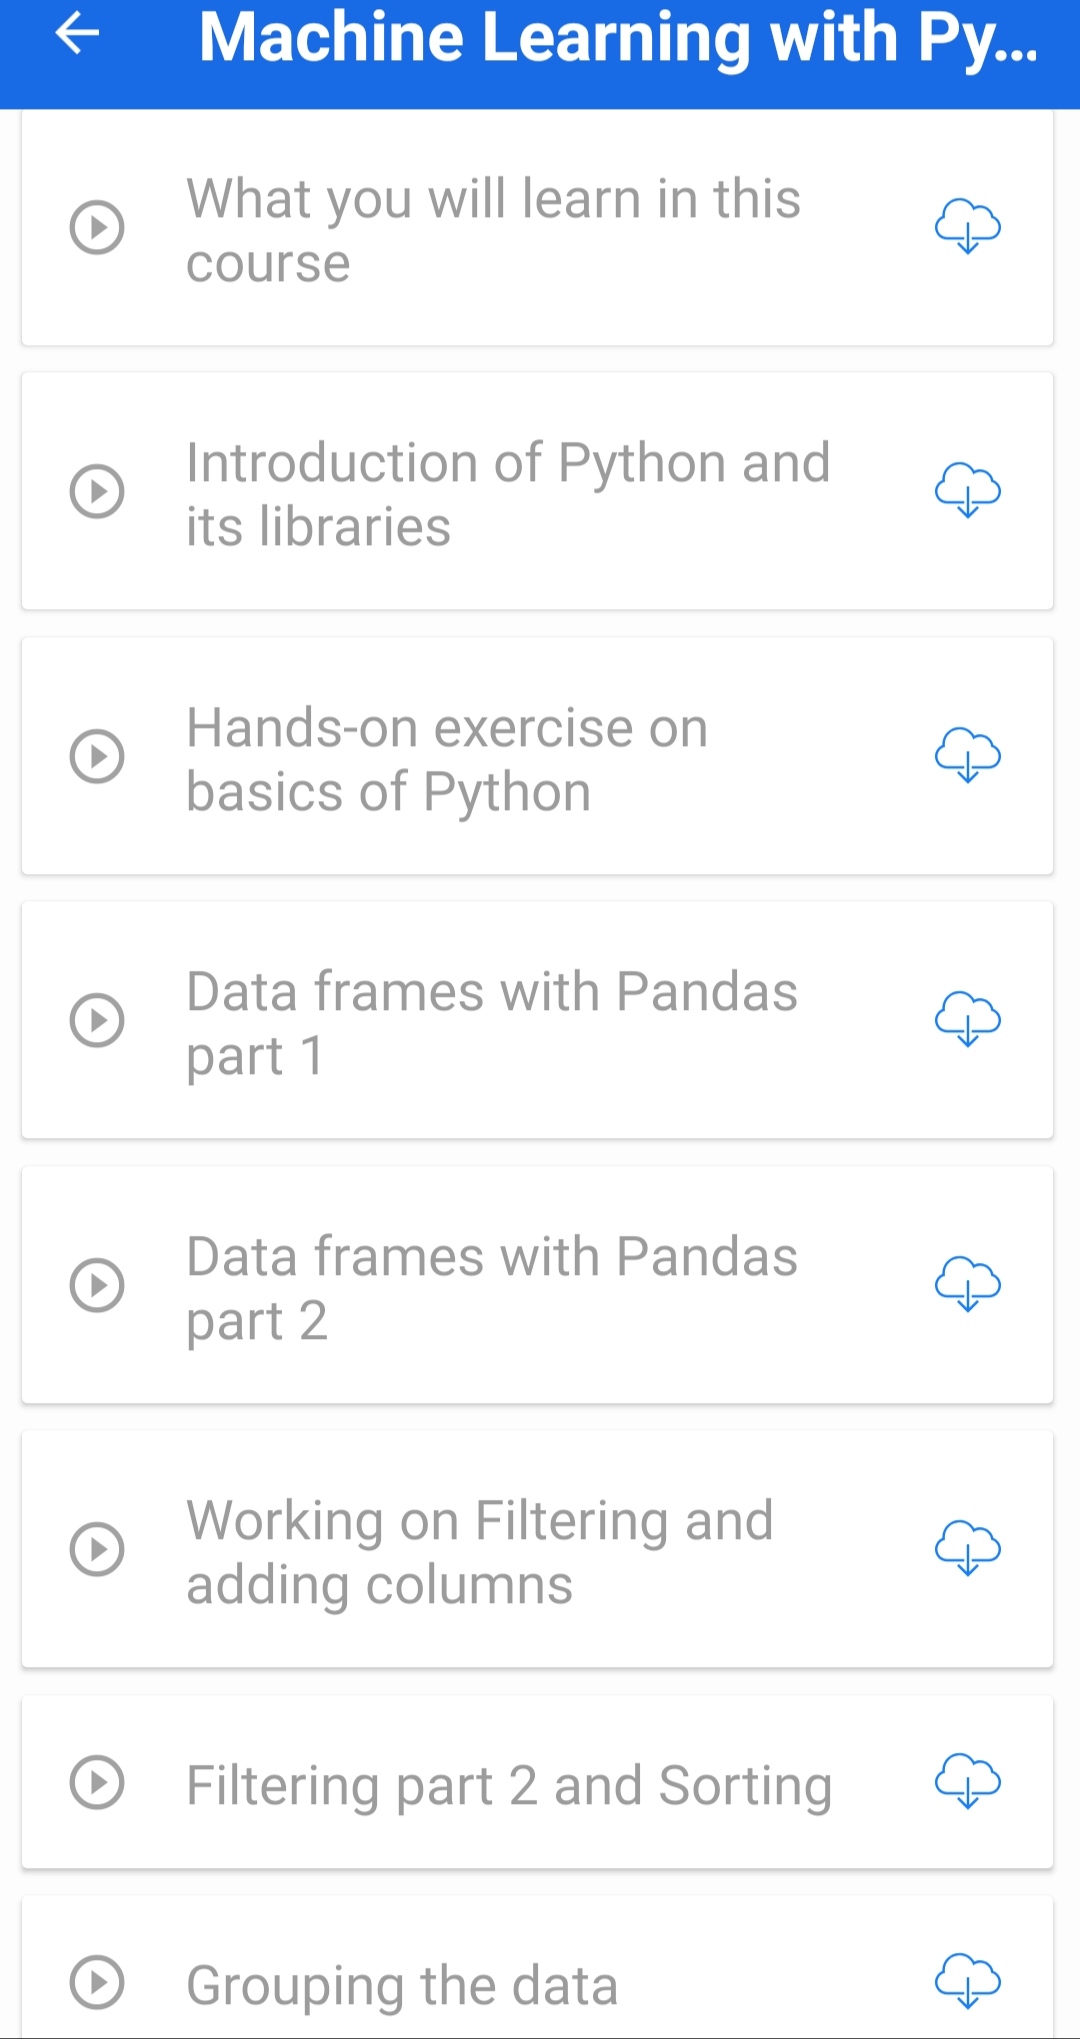 Machine Learning with Py...
What you will learn in this
course
Introduction of Python and
its libraries
Hands-on exercise on
basics of Python
Data frames with Pandas
part 1
Data frames with Pandas
part 2
Working on Filtering and
adding columns
Filtering part 2 and Sorting
Grouping the data